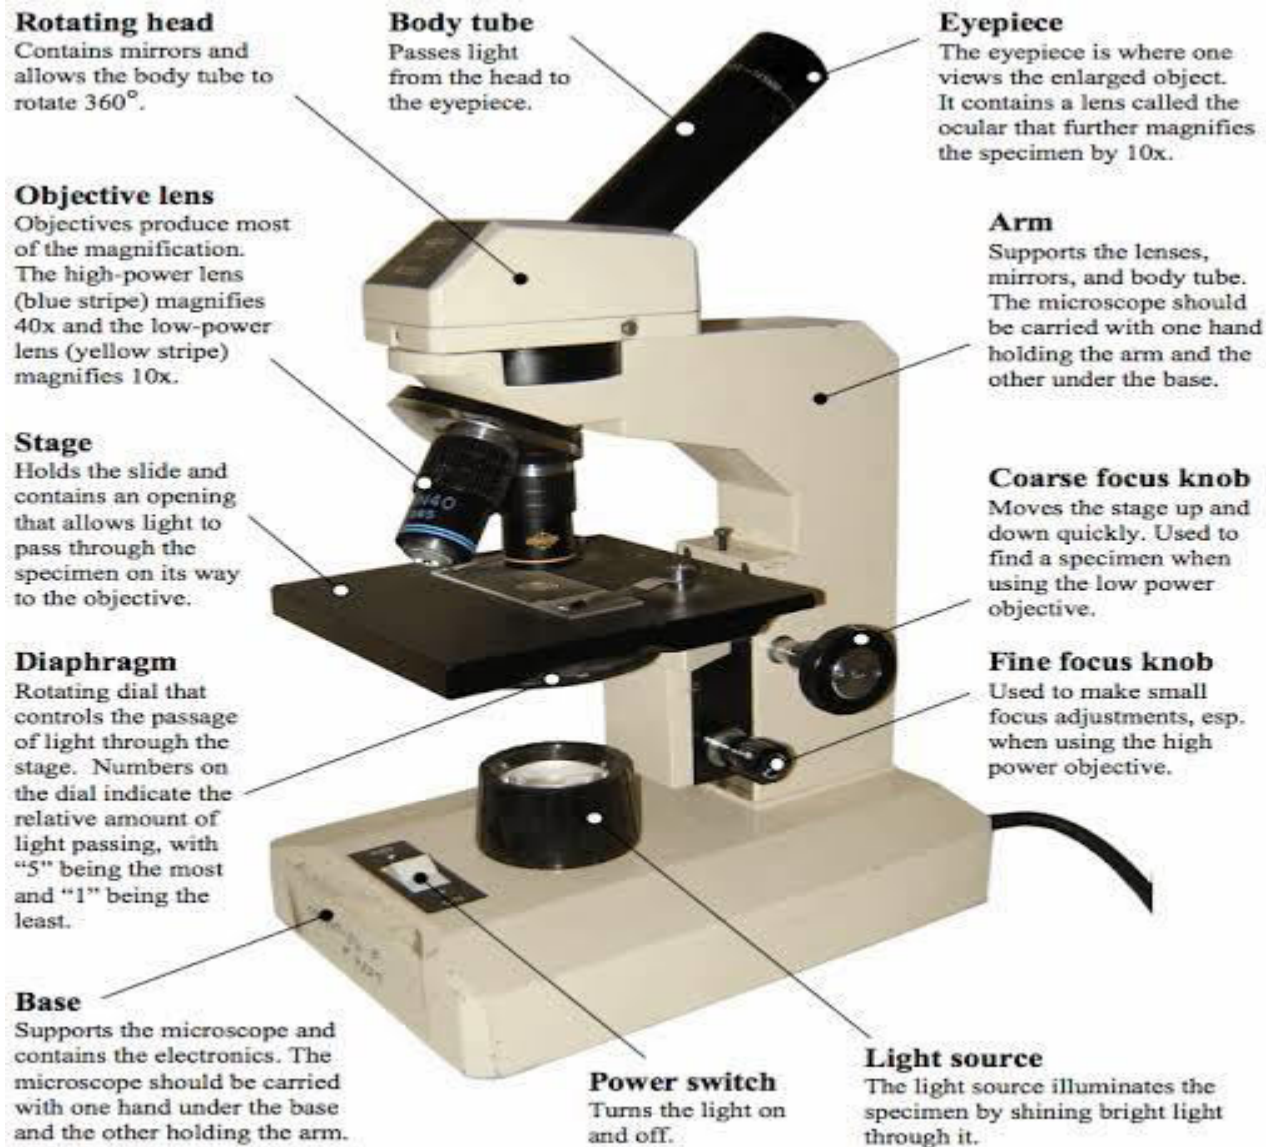 Rotating head
Contains mirrors and
allows the body tube to
rotate 360°.
Body tube
Passes light
from the head to
the eyepiece.
Eyepiece
The eyepiece is where one
views the enlarged object.
It contains a lens called the
ocular that further magnifies
the specimen by 10x.
Objective lens
Objectives produce most
of the magnification.
The high-power lens
(blue stripe) magnifies
40x and the low-power
lens (yellow stripe)
magnifies 10x.
Arm
Supports the lenses,
mirrors, and body tube.
The microscope should
be carried with one hand
holding the arm and the
other under the base.
Stage
Holds the slide and
contains an opening
that allows light to
pass through the
specimen on its way
to the objective.
Coarse focus knob
Moves the stage up and
down quickly. Used to
find a specimen when
using the low power
objective.
Diaphragm
Rotating dial that
controls the passage
of light through the
stage.  Numbers on
the dial indicate the
relative amount of
light passing, with
“5” being the most
and “1” being the
least.
Fine focus knob
Used to make small
focus adjustments, esp.
when using the high
power objective.
Base
Supports the microscope and
contains the electronics. The
microscope should be carried
with one hand under the base
and the other holding the arm.
Power switch
Turns the light on
and off.
Light source
The light source illuminates the
specimen by shining bright light
through it.